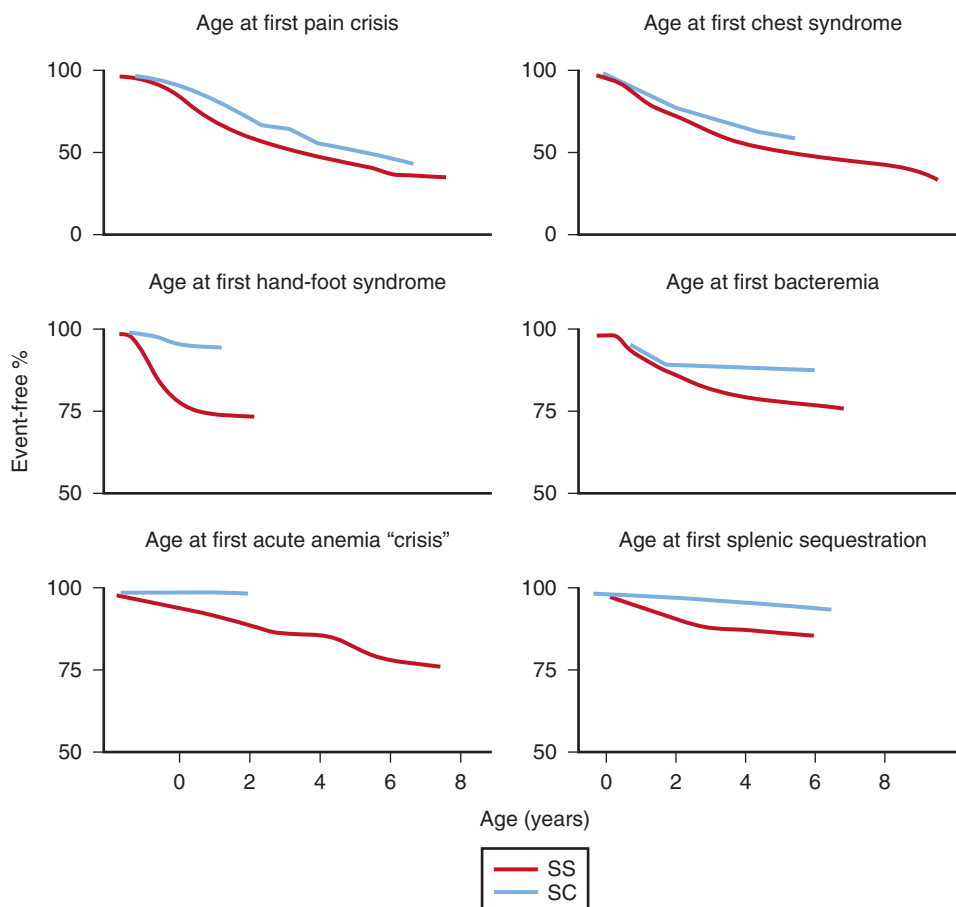 Age at first pain crisis
Age at first chest syndrome
100
50
0
100
50
0
Age at first hand-foot syndrome
Age at first bacteremia
Event-free %
100
75
50
100
75
50
Age at first acute anemia “crisis”
Age at first splenic sequestration
100
75
50
100
75
50
0 2 4 6 8
0 2 4 6 8
Age (years)
SS
SC